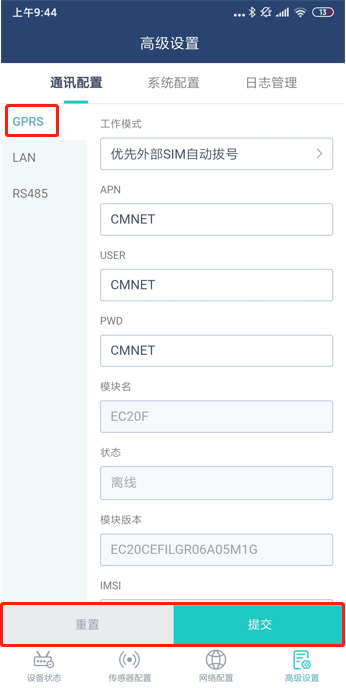 上午9:44
13
高级设置
通讯配置 系统配置 日志管理
GPRS
LAN
RS485
工作模式
优先外部SIM自动拔号
APN
CMNET
USER
CMNET
PWD
CMNET
模块名
EC20F
状态
离线
模块版本
EC20CEFILGR06A05M1G
IMSI
重置 提交
设备状态 传感器配置 网络配置 高级设置